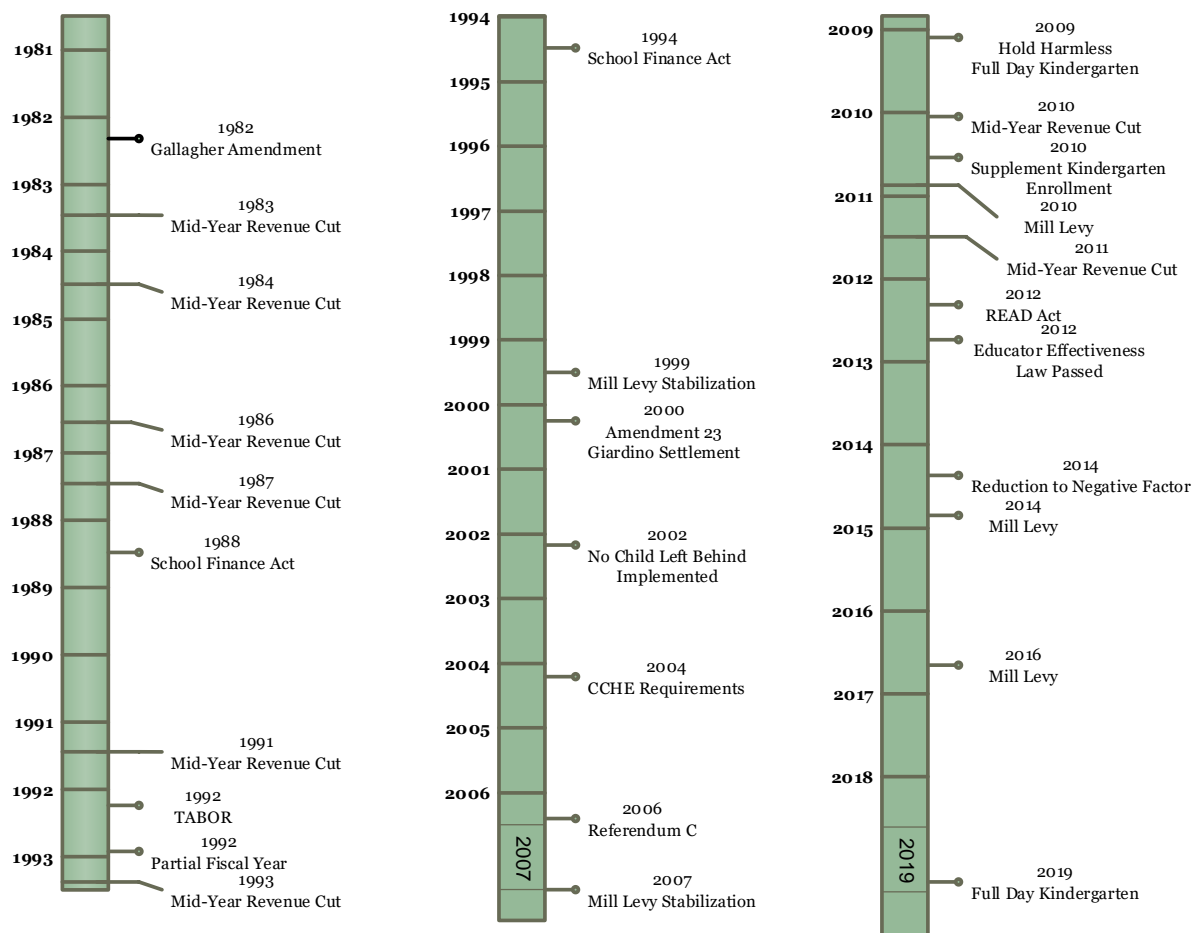 1981
1982
1982
Gallagher Amendment
1983
1983
Mid-Year Revenue Cut
1984
1984
Mid-Year Revenue Cut
1985
1986
1986
Mid-Year Revenue Cut
1987
1987
Mid-Year Revenue Cut
1988
1988
School Finance Act
1989
1990
1991
1991
Mid-Year Revenue Cut
1992
1992
TABOR
1992
Partial Fiscal Year
1993
1993
Mid-Year Revenue Cut
1994
1994
School Finance Act
1995
1996
1997
1998
1999
1999
Mill Levy Stabilization
2000
2000
Amendment 23
Giardino Settlement
2001
2002
2002
No Child Left Behind
Implemented
2003
2004
2004
CCHE Requirements
2005
2006
2006
Referendum C
2007
2007
Mill Levy Stabilization
2009
2009
Hold Harmless
Full Day Kindergarten
2010
2010
Mid-Year Revenue Cut
2010
Supplement Kindergarten
Enrollment
2011
2010
Mill Levy
2011
Mid-Year Revenue Cut
2012
2012
READ Act
2012
Educator Effectiveness
Law Passed
2013
2014
2014
Reduction to Negative Factor
2014
Mill Levy
2015
2016
2016
Mill Levy
2017
2018
2019
2019
Full Day Kindergarten